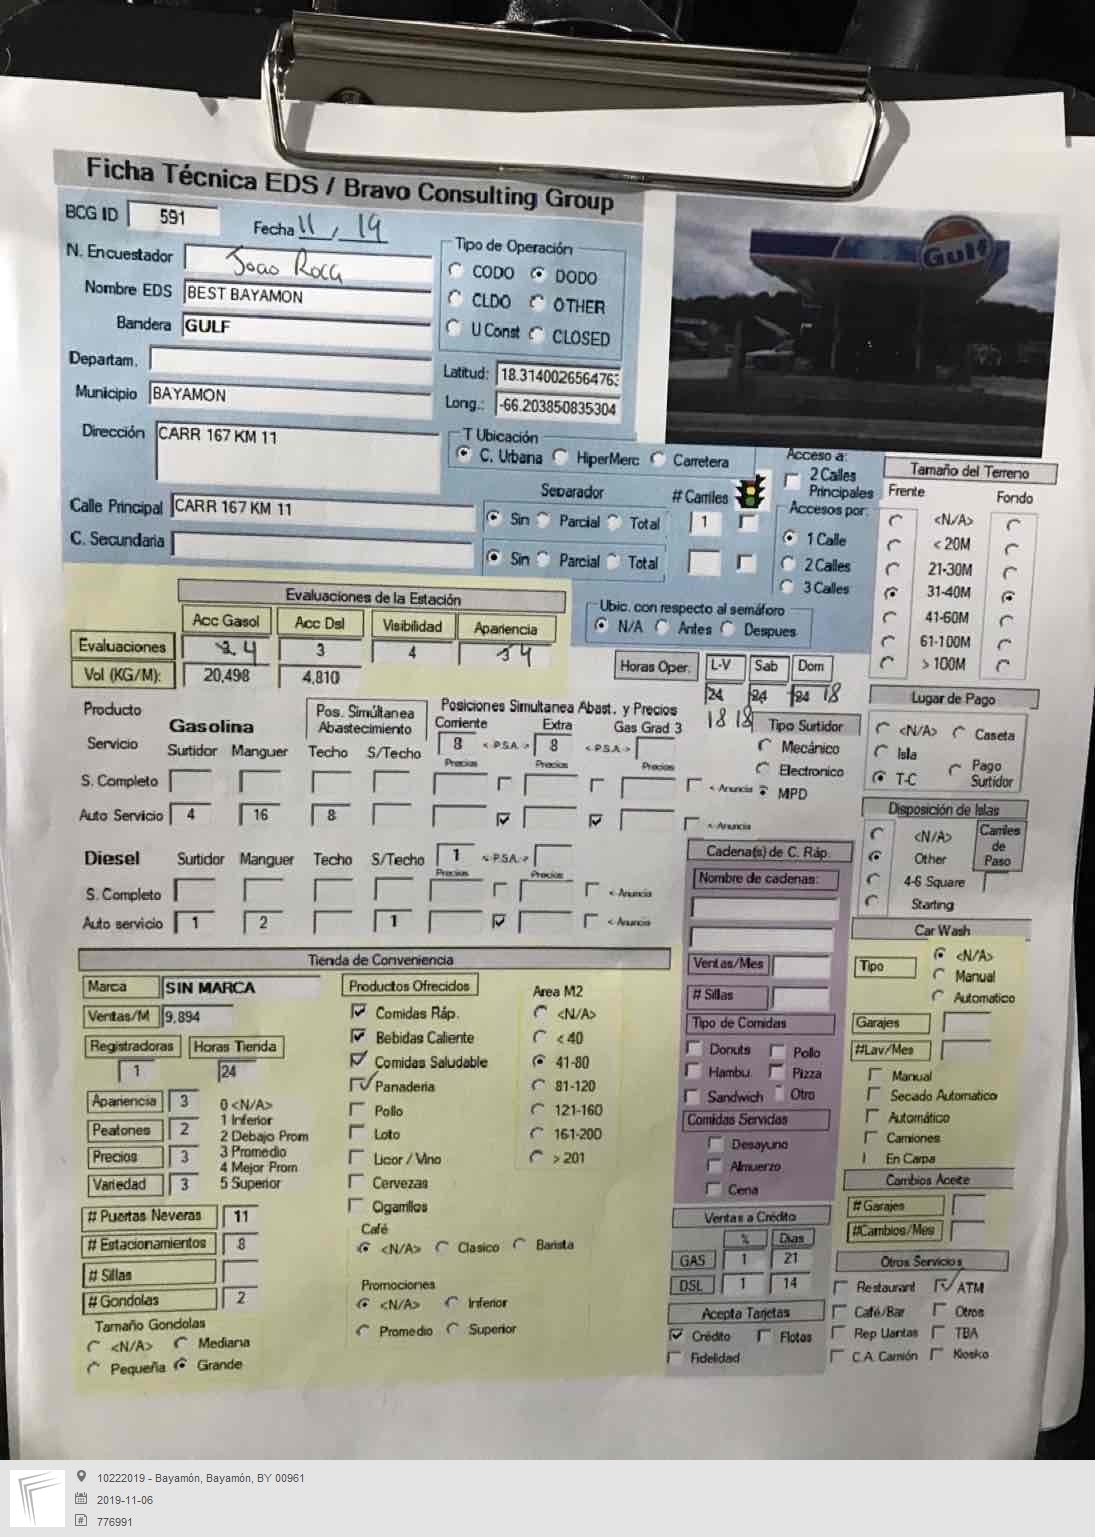 Ficha Técnica EDS / Bravo Consulting Group
BCG ID 591
Fecha 11 , 19
N. Encuestador Joao Roca
Nombre EDS BEST BAYAMON
Bandera GULF
Departam.
Municipio BAYAMON
Dirección CARR 167 KM 11
Calle Principal CARR 167 KM 11
C. Secundaria
Tipo de Operación
CODO DODO
CLDO OTHER
U Const CLOSED
Latitud: 18.3140026564763
Long.: -66.203850835304
Gulf
T Ubicación
C. Urbana HiperMerc Carretera
Separador # Carriles
Sin Parcial Total 1
Sin Parcial Total
Acceso a:
2 Calles
Principales
Accesos por:
1 Calle
2 Calles
3 Calles
Tamaño del Terreno
Frente Fondo
<N/A>
< 20M
21-30M
31-40M
41-60M
61-100M
> 100M
Ubic. con respecto al semáforo
N/A Antes Despues
Evaluaciones de la Estación
Acc Gasol Acc Dsl Visibilidad Apariencia
Evaluaciones 3 4 3 4 3 4
Vol (KG/M): 20,498 4,810
Horas Oper. L-V Sab Dom
24 24 24 18
18 18
Producto
Gasolina
Pos. Simúltanea
Abastecimiento
Posiciones Simultanea Abast. y Precios
Corriente Extra Gas Grad 3
8 <-P.S.A.-> 8 <-P.S.A.->
Precios Precios Precios
Servicio Surtidor Manguer Techo S/Techo
S. Completo <-Anuncia
Auto Servicio 4 16 8 <-Anuncia
Tipo Surtidor
Mecánico
Electronico
MPD
Lugar de Pago
<N/A> Caseta
Isla
T-C Pago
Surtidor
Disposición de Islas
<N/A>
Other
4-6 Square
Starting
Carriles
de
Paso
Diesel Surtidor Manguer Techo S/Techo 1 <-P.S.A.->
Precios Precios
S. Completo <-Anuncia
Auto servicio 1 2 1 <-Anuncia
Cadena(s) de C. Ráp.
Nombre de cadenas:
Ventas/Mes
# Sillas
Tipo de Comidas
Donuts Pollo
Hambu. Pizza
Sandwich Otro
Comidas Servidas
Desayuno
Almuerzo
Cena
Car Wash
Tipo <N/A>
Manual
Automatico
Garajes
#Lav/Mes
Manual
Secado Automatico
Automático
Camiones
En Carpa
Cambios Aceite
#Garajes
#Cambios/Mes
Tienda de Conveniencia
Marca SIN MARCA
Ventas/M 9,894
Registradoras Horas Tienda
1 24
Apariencia 3
Peatones 2
Precios 3
Variedad 3
0 <N/A>
1 Inferior
2 Debajo Prom
3 Promedio
4 Mejor Prom
5 Superior
# Puertas Neveras 11
# Estacionamientos 8
# Sillas
# Gondolas 2
Tamaño Gondolas
<N/A> Mediana
Pequeña Grande
Productos Ofrecidos
Comidas Ráp.
Bebidas Caliente
Comidas Saludable
Panaderia
Pollo
Loto
Licor / Vino
Cervezas
Cigarrillos
Area M2
<N/A>
< 40
41-80
81-120
121-160
161-200
> 201
Café
<N/A> Clasico Barista
Promociones
<N/A> Inferior
Promedio Superior
Ventas a Crédito
% Dias
GAS 1 21
DSL 1 14
Acepta Tarjetas
Crédito Flotas
Fidelidad
Otros Servicios
Restaurant ATM
Café/Bar Otros
Rep Llantas TBA
C.A. Camión Kiosko
10222019 - Bayamón, Bayamón, BY 00961
2019-11-06
776991